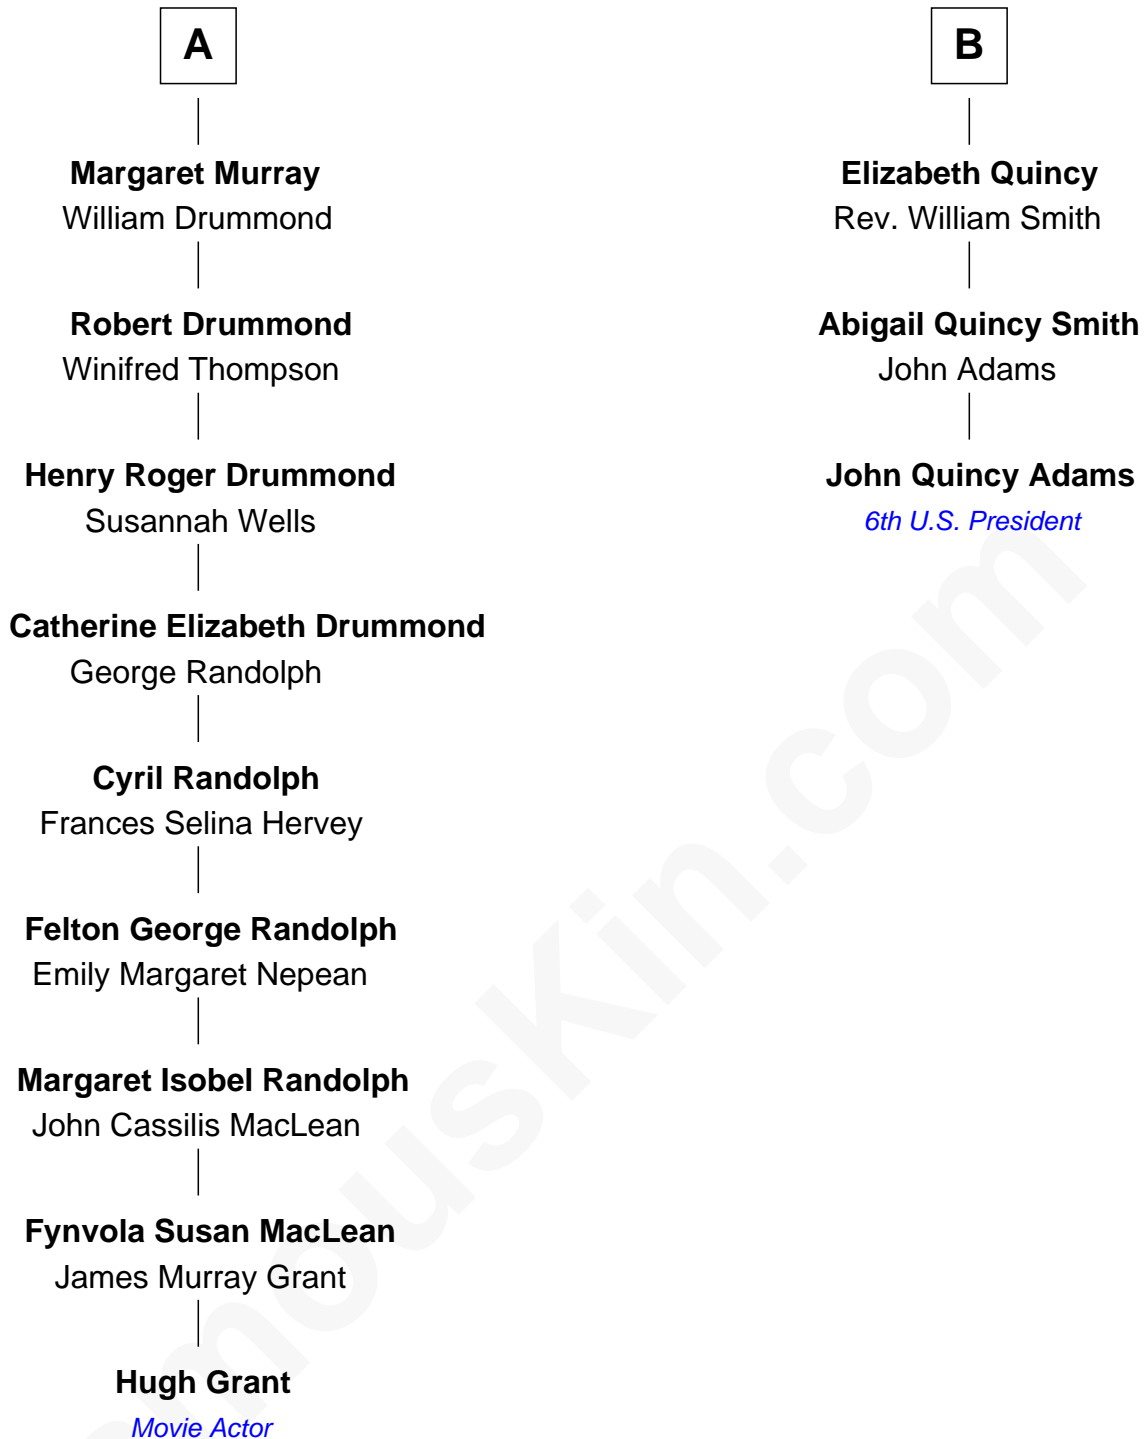 A
Margaret Murray
William Drummond
Robert Drummond
Winifred Thompson
Henry Roger Drummond
Susannah Wells
Catherine Elizabeth Drummond
George Randolph
Cyril Randolph
Frances Selina Hervey
Felton George Randolph
Emily Margaret Nepean
Margaret Isobel Randolph
John Cassilis MacLean
Fynvola Susan MacLean
James Murray Grant
Hugh Grant
Movie Actor
B
Elizabeth Quincy
Rev. William Smith
Abigail Quincy Smith
John Adams
John Quincy Adams
6th U.S. President
mouskin.com